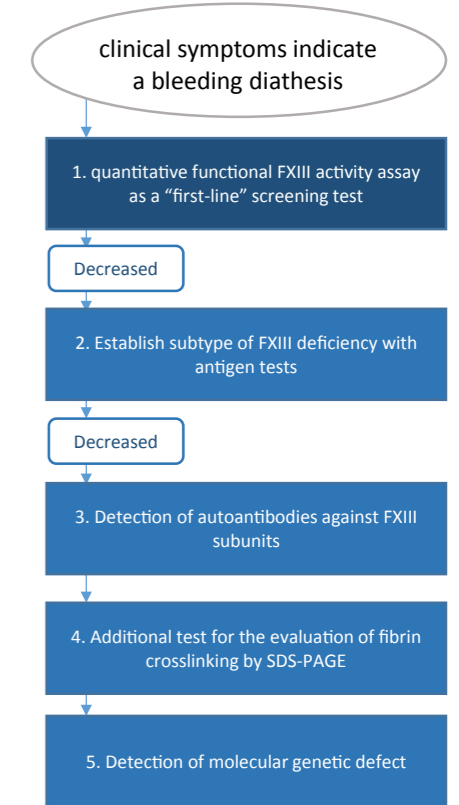 clinical symptoms indicate
a bleeding diathesis
1. quantitative functional FXIII activity assay
as a “first-line” screening test
Decreased
2. Establish subtype of FXIII deficiency with
antigen tests
Decreased
3. Detection of autoantibodies against FXIII
subunits
4. Additional test for the evaluation of fibrin
crosslinking by SDS-PAGE
5. Detection of molecular genetic defect